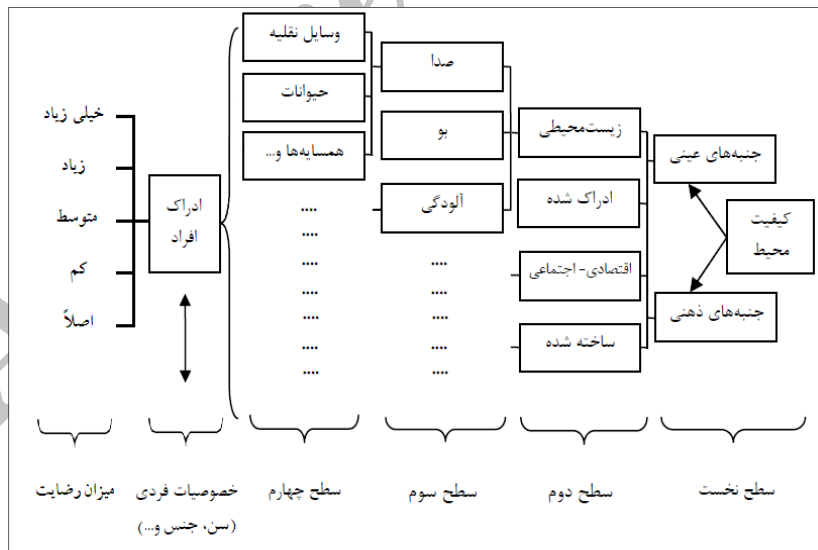 کیفیت
محیط
جنبه‌های عینی
جنبه‌های ذهنی
زیست‌محیطی
ادراک شده
اقتصادی- اجتماعی
ساخته شده
صدا
بو
آلودگی
....
....
....
....
....
وسایل نقلیه
حیوانات
همسایه‌ها و...
....
....
....
....
....
....
....
ادراک
افراد
خیلی زیاد
زیاد
متوسط
کم
اصلاً
سطح نخست
سطح دوم
سطح سوم
سطح چهارم
خصوصیات فردی
(سن، جنس و...)
میزان رضایت